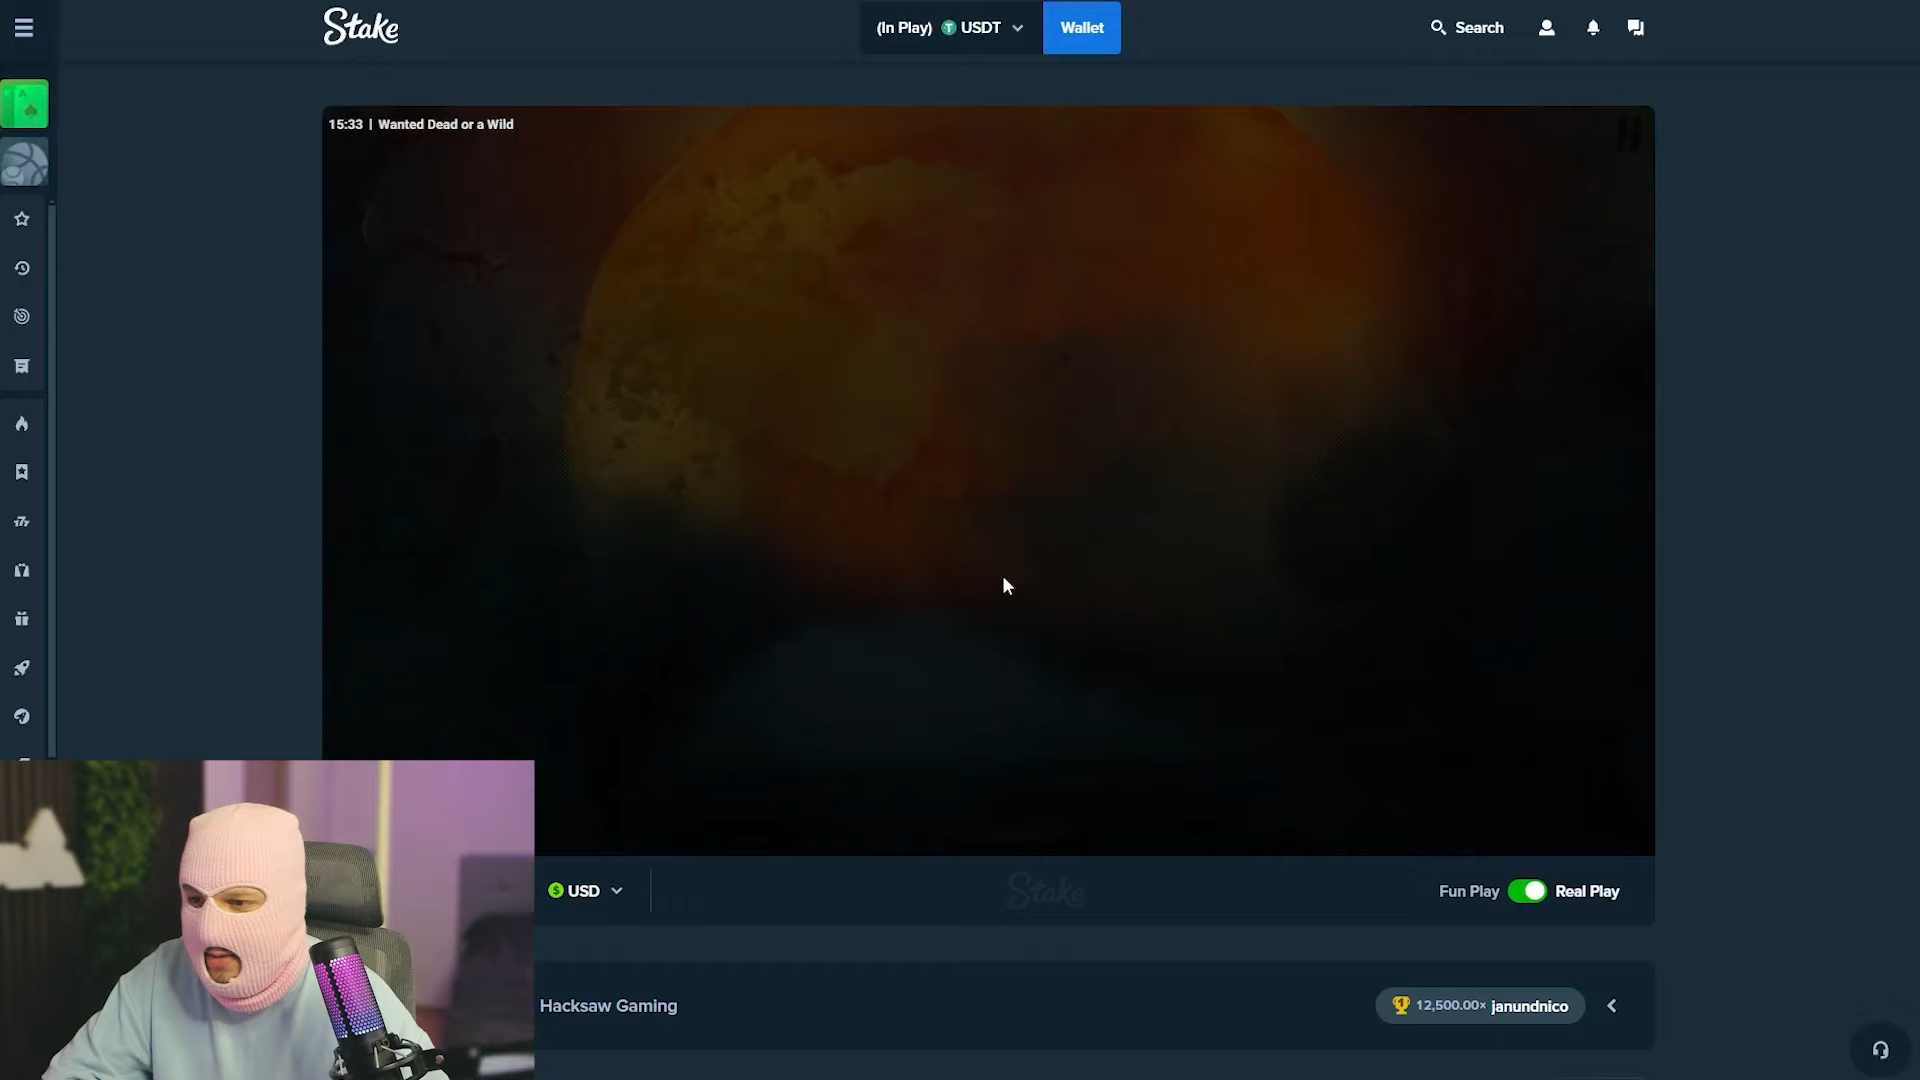 Stake
(In Play) USDT
Wallet
Search
15:33 | Wanted Dead or a Wild
USD
Stake
Fun Play
Real Play
Hacksaw Gaming
12,500.00× janundnico